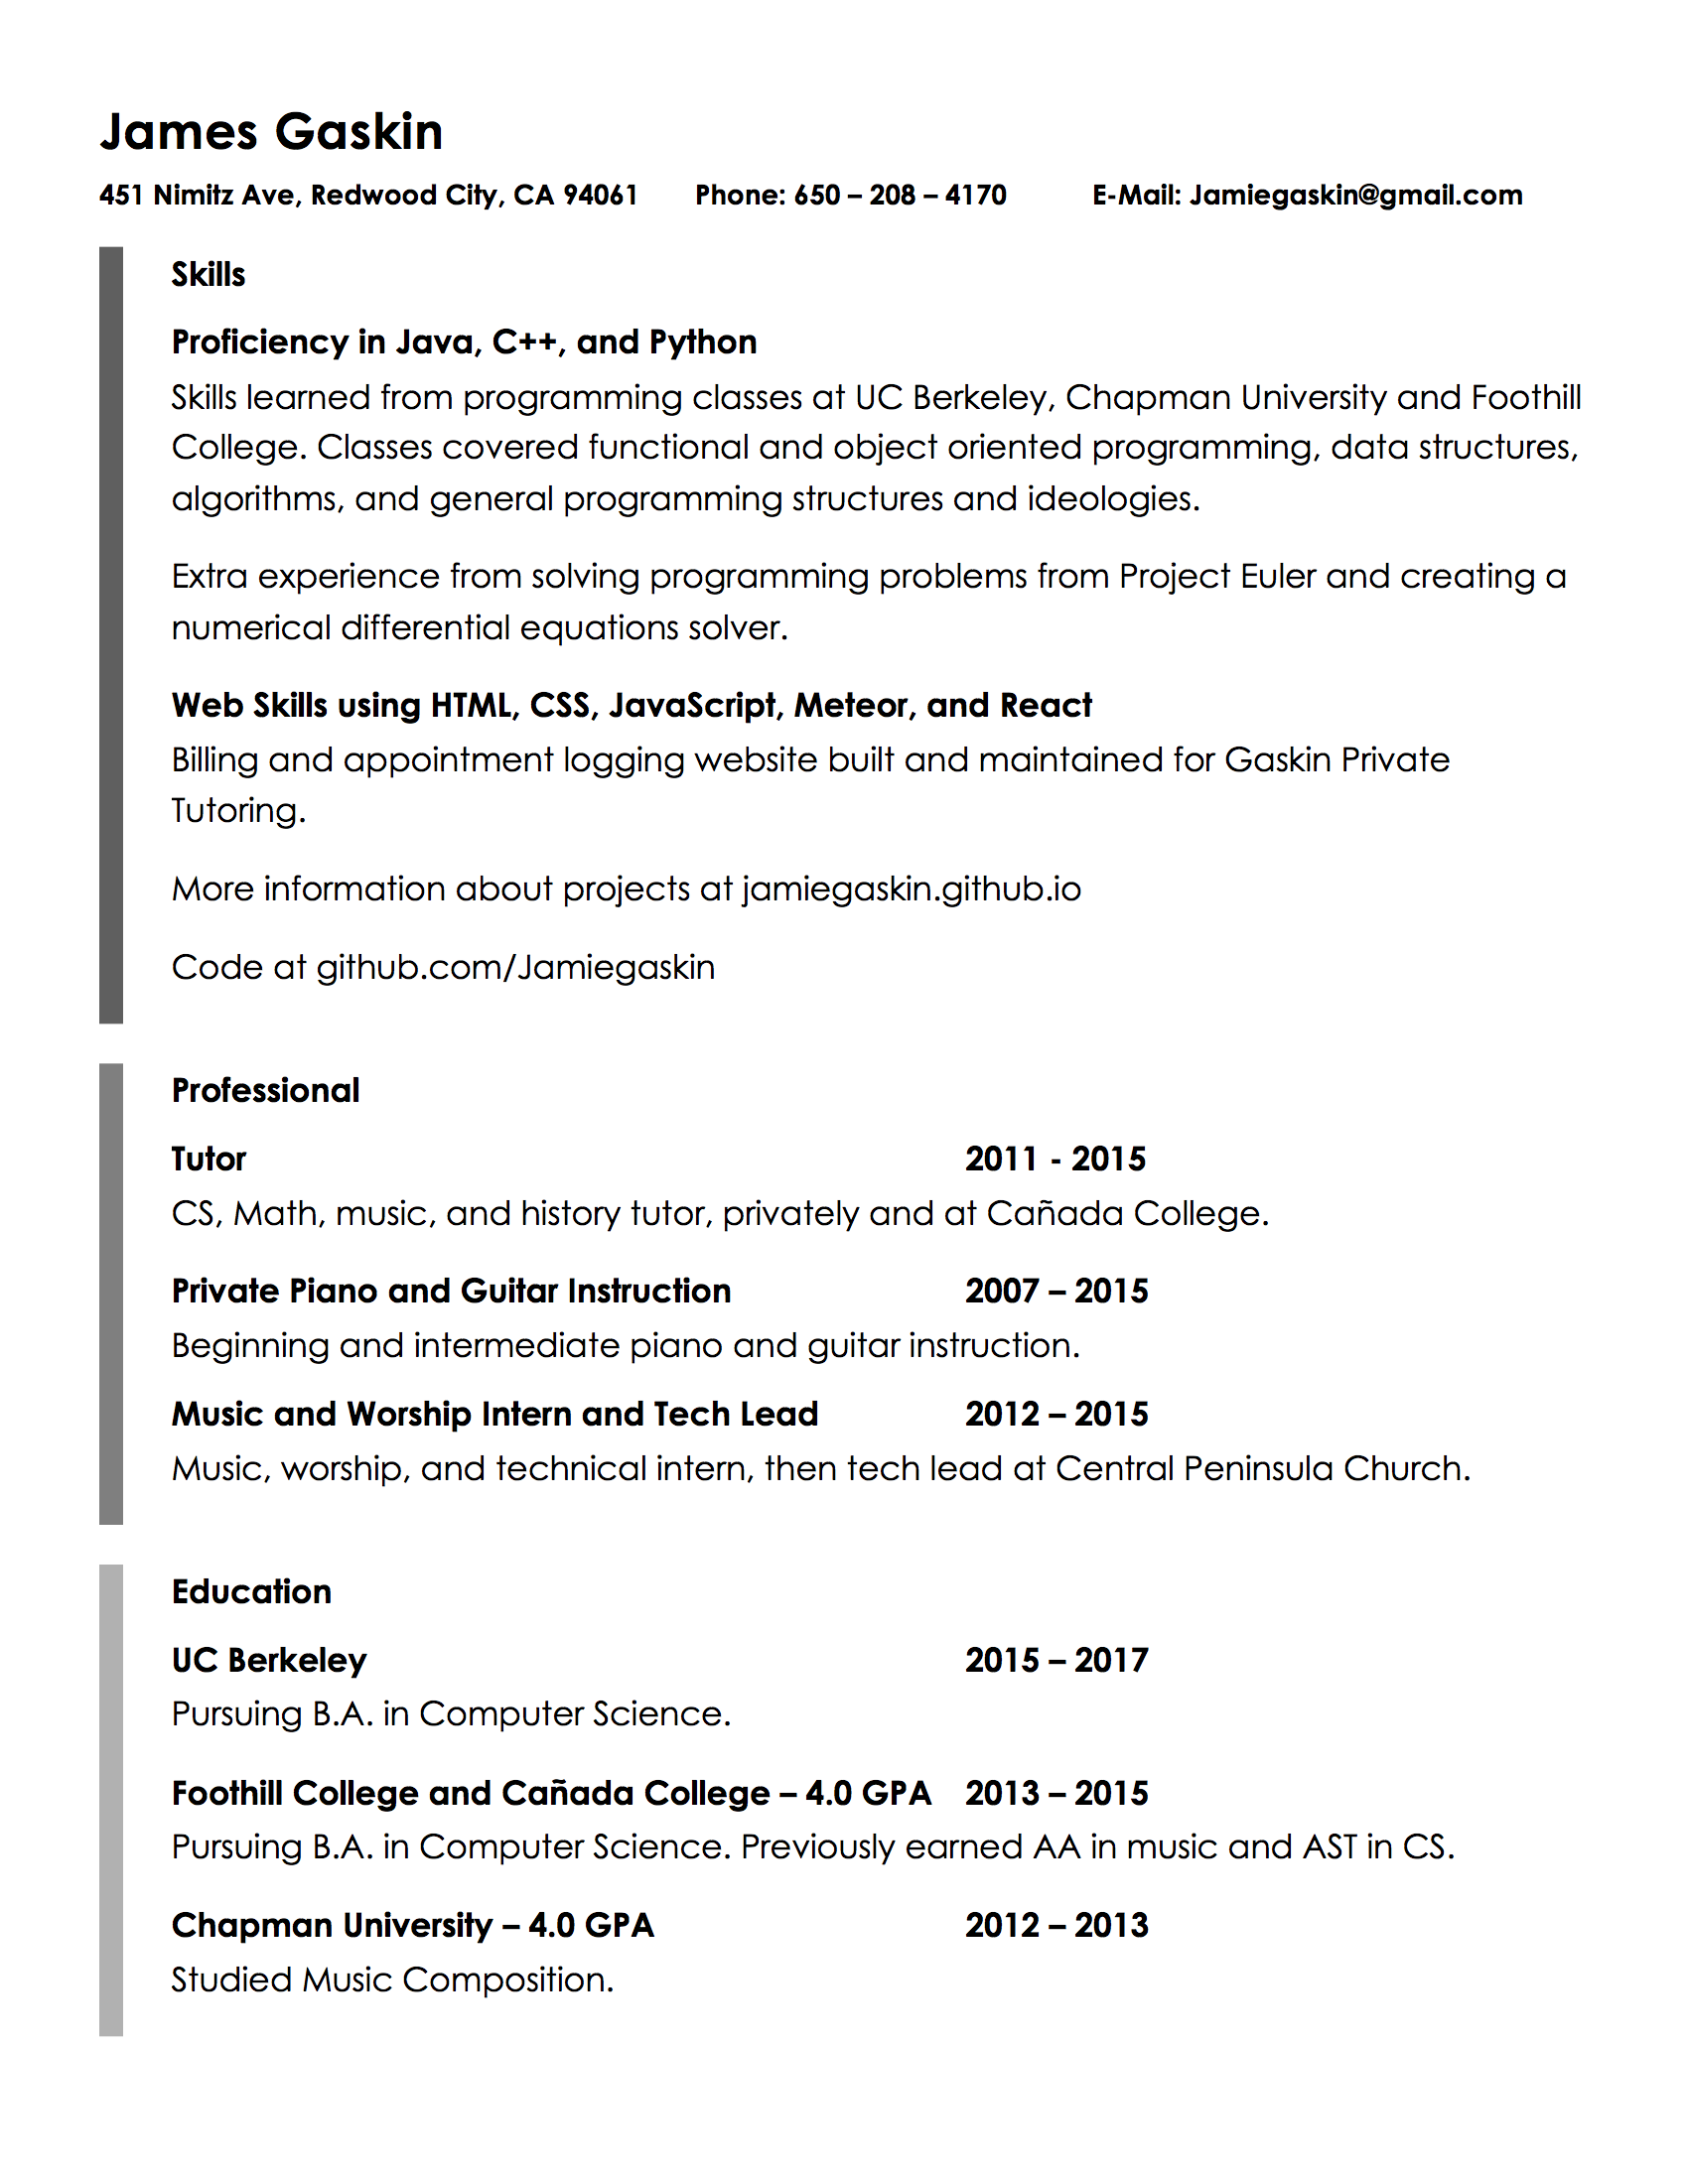 James Gaskin
451 Nimitz Ave, Redwood City, CA 94061 Phone: 650 – 208 – 4170 E-Mail: Jamiegaskin@gmail.com
Skills
Proficiency in Java, C++, and Python
Skills learned from programming classes at UC Berkeley, Chapman University and Foothill
College. Classes covered functional and object oriented programming, data structures,
algorithms, and general programming structures and ideologies.
Extra experience from solving programming problems from Project Euler and creating a
numerical differential equations solver.
Web Skills using HTML, CSS, JavaScript, Meteor, and React
Billing and appointment logging website built and maintained for Gaskin Private
Tutoring.
More information about projects at jamiegaskin.github.io
Code at github.com/Jamiegaskin
Professional
Tutor 2011 - 2015
CS, Math, music, and history tutor, privately and at Cañada College.
Private Piano and Guitar Instruction 2007 – 2015
Beginning and intermediate piano and guitar instruction.
Music and Worship Intern and Tech Lead 2012 – 2015
Music, worship, and technical intern, then tech lead at Central Peninsula Church.
Education
UC Berkeley 2015 – 2017
Pursuing B.A. in Computer Science.
Foothill College and Cañada College – 4.0 GPA 2013 – 2015
Pursuing B.A. in Computer Science. Previously earned AA in music and AST in CS.
Chapman University – 4.0 GPA 2012 – 2013
Studied Music Composition.